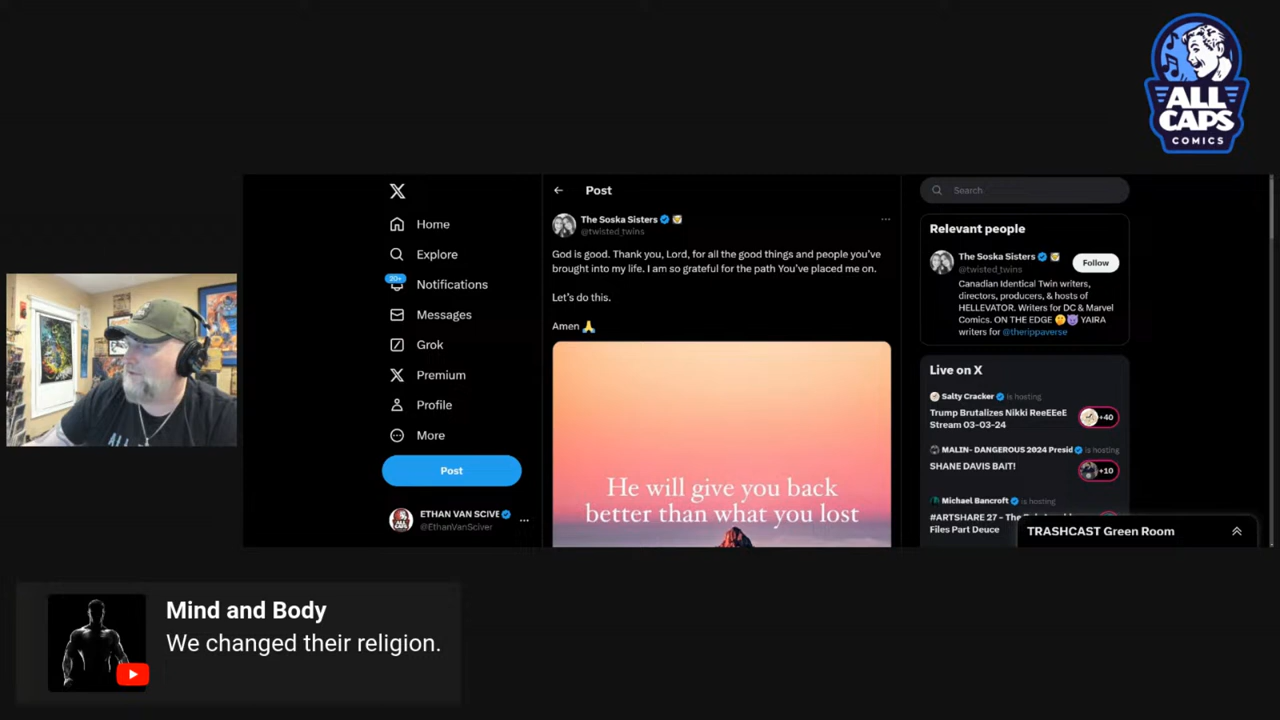 ALL
CAPS
COMICS
Home
Explore
20+
Notifications
Messages
Grok
Premium
Profile
More
Post
ETHAN VAN SCIVE
@EthanVanSciver
Post
The Soska Sisters
@twisted_twins
God is good. Thank you, Lord, for all the good things and people you've
brought into my life. I am so grateful for the path You've placed me on.
Let's do this.
Amen 🙏
He will give you back
better than what you lost
Search
Relevant people
The Soska Sisters
@twisted_twins
Follow
Canadian Identical Twin writers,
directors, producers, & hosts of
HELLEVATOR. Writers for DC & Marvel
Comics. ON THE EDGE 🤫😈 YAIRA
writers for @therippaverse
Live on X
Salty Cracker is hosting
Trump Brutalizes Nikki ReeEEeE
Stream 03-03-24
+40
MALIN- DANGEROUS 2024 Presid is hosting
SHANE DAVIS BAIT!
+10
Michael Bancroft is hosting
#ARTSHARE 27 - The
Files Part Deuce
TRASHCAST Green Room
Mind and Body
We changed their religion.